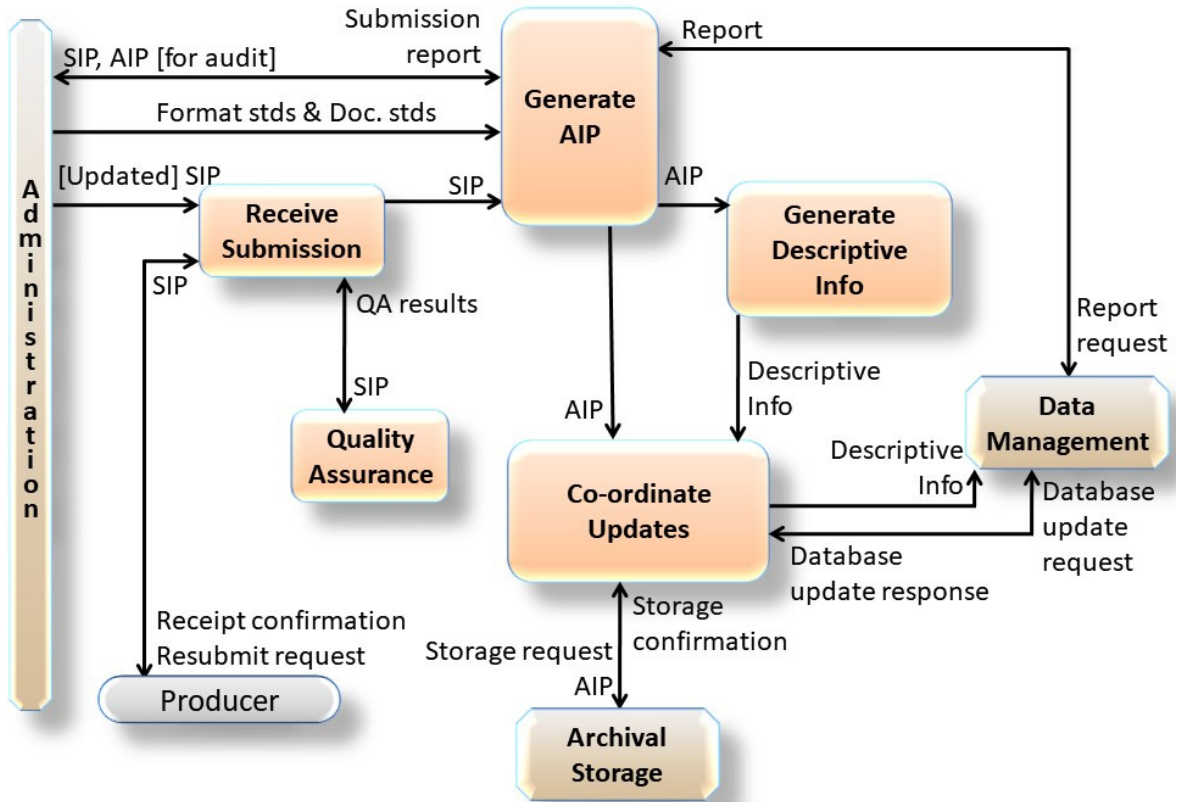 Submission
report
Report
SIP, AIP [for audit]
Generate
AIP
Format stds & Doc. stds
[Updated] SIP
SIP
AIP
Administration
Receive
Submission
Generate
Descriptive
Info
SIP
QA results
Report
request
SIP
Descriptive
Info
AIP
Data
Management
Quality
Assurance
Descriptive
Info
Co-ordinate
Updates
Database
update
request
Database
update response
Storage
confirmation
Receipt confirmation
Resubmit request
Storage request
AIP
Producer
Archival
Storage